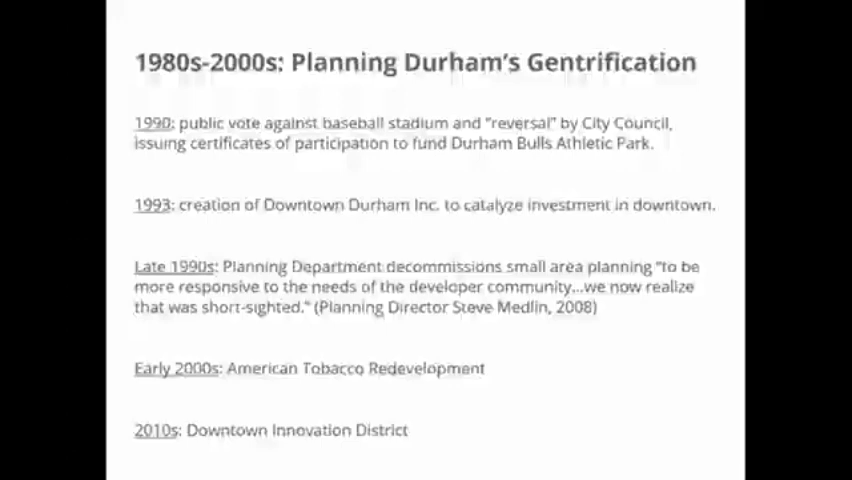 1980s-2000s: Planning Durham's Gentrification
1990: public vote against baseball stadium and "reversal" by City Council,
issuing certificates of participation to fund Durham Bulls Athletic Park.
1993: creation of Downtown Durham Inc. to catalyze investment in downtown.
Late 1990s: Planning Department decommissions small area planning "to be
more responsive to the needs of the developer community...we now realize
that was short-sighted." (Planning Director Steve Medlin, 2008)
Early 2000s: American Tobacco Redevelopment
2010s: Downtown Innovation District